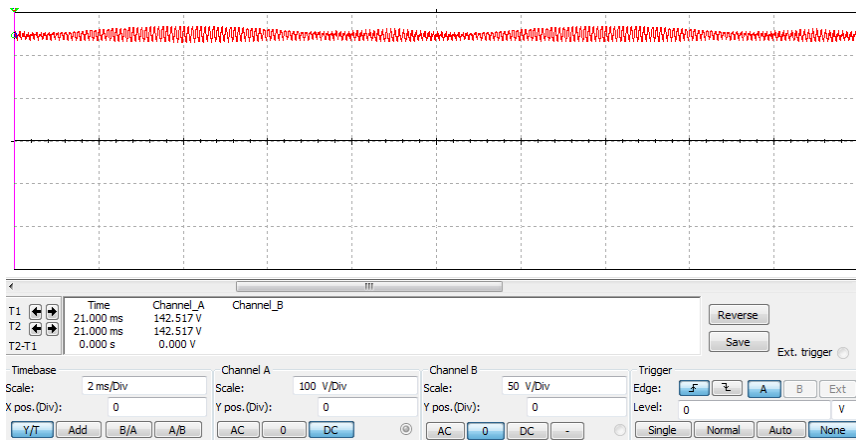 Time Channel_A Channel_B
T1 21.000 ms 142.517 V
T2 21.000 ms 142.517 V
T2-T1 0.000 s 0.000 V
Reverse
Save
Ext. trigger
Timebase
Scale: 2 ms/Div
X pos.(Div): 0
Y/T Add B/A A/B
Channel A
Scale: 100 V/Div
Y pos.(Div): 0
AC 0 DC
Channel B
Scale: 50 V/Div
Y pos.(Div): 0
AC 0 DC -
Trigger
Edge: A B Ext
Level: 0 V
Single Normal Auto None